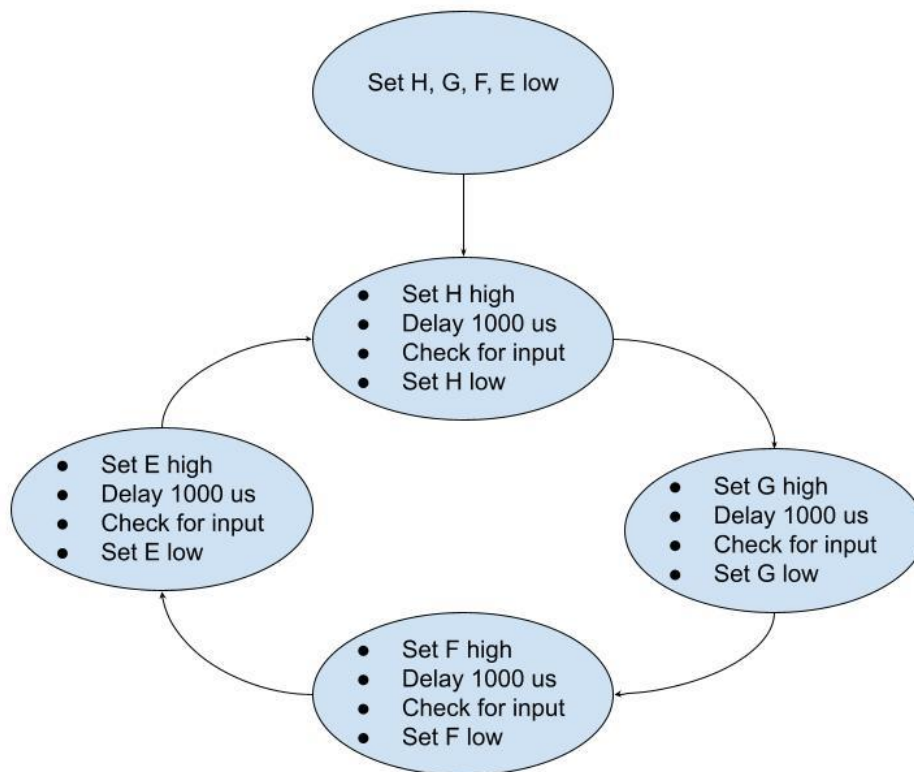 Set H, G, F, E low
● Set H high
● Delay 1000 us
● Check for input
● Set H low
● Set E high
● Delay 1000 us
● Check for input
● Set E low
● Set G high
● Delay 1000 us
● Check for input
● Set G low
● Set F high
● Delay 1000 us
● Check for input
● Set F low